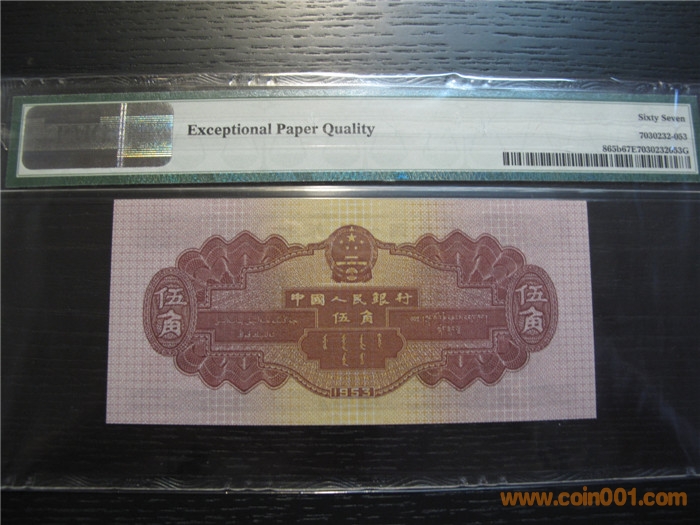 Exceptional Paper Quality
Sixty Seven
7030232-053
865b67E7030232053G
中國人民銀行
伍角
伍角
伍角
1953
www.coin001.com